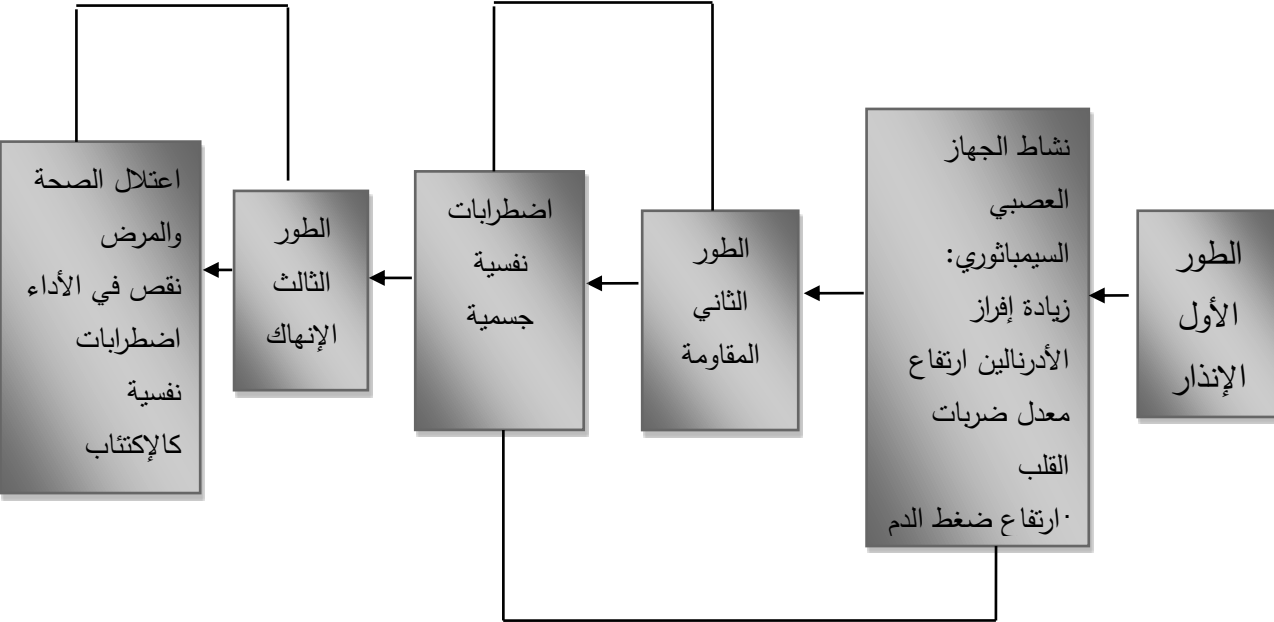 الطور
الأول
الإنذار
نشاط الجهاز
العصبي
السيمباثوري:
زيادة إفراز
الأدرنالين ارتفاع
معدل ضربات
القلب
·ارتفاع ضغط الدم
الطور
الثاني
المقاومة
اضطرابات
نفسية
جسمية
الطور
الثالث
الإنهاك
اعتلال الصحة
والمرض
نقص في الأداء
اضطرابات
نفسية
كالإكتئاب